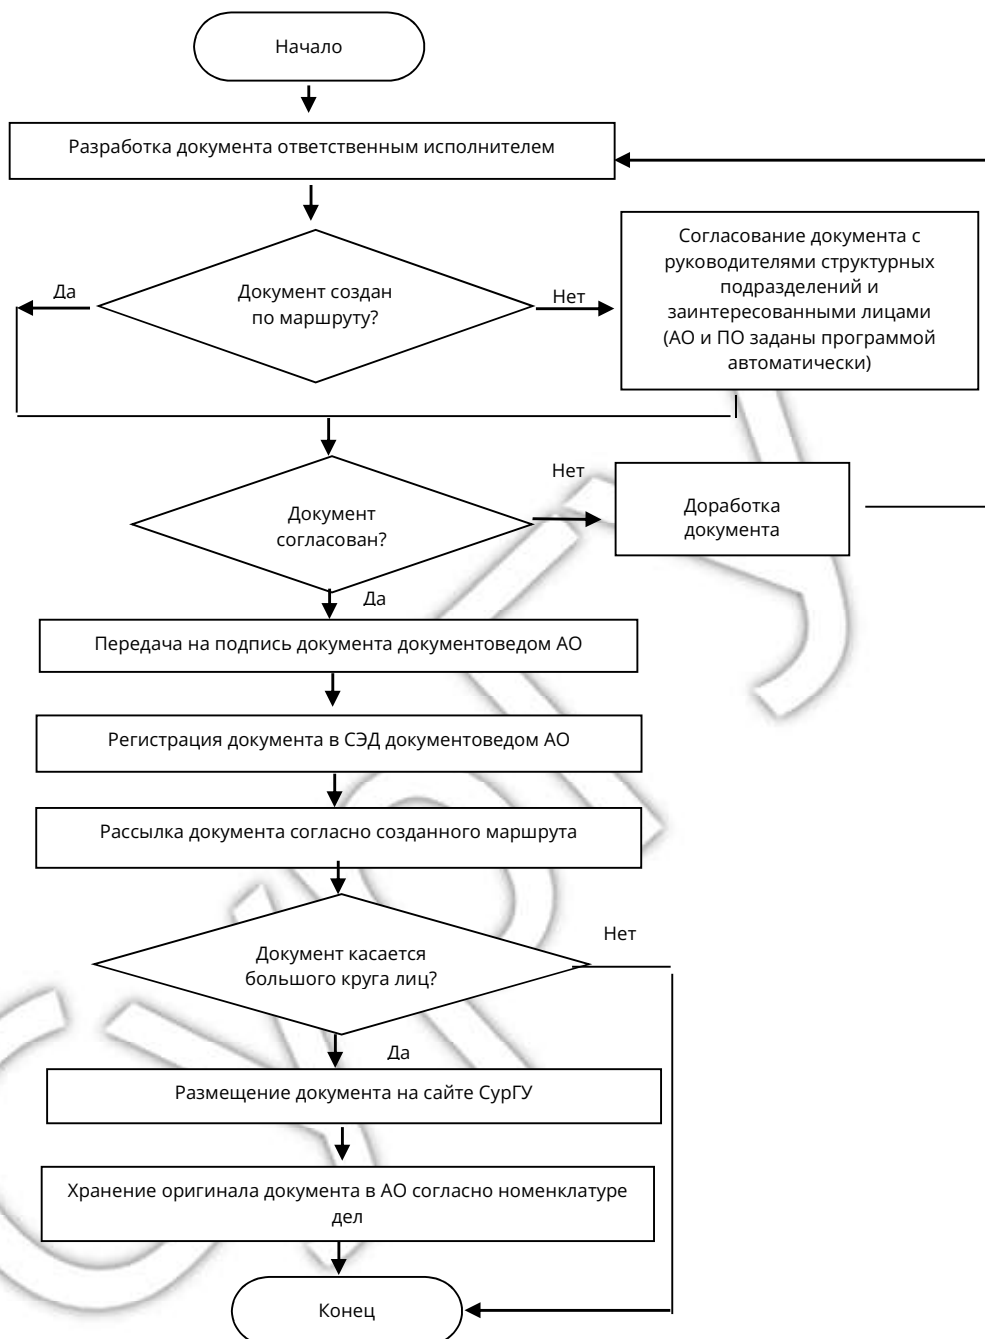 Начало
Разработка документа ответственным исполнителем
Да
Документ создан
по маршруту?
Нет
Согласование документа с
руководителями структурных
подразделений и
заинтересованными лицами
(АО и ПО заданы программой
автоматически)
Документ
согласован?
Нет
Доработка
документа
Да
Передача на подпись документа документоведом АО
Регистрация документа в СЭД документоведом АО
Рассылка документа согласно созданного маршрута
Документ касается
большого круга лиц?
Нет
Да
Размещение документа на сайте СурГУ
Хранение оригинала документа в АО согласно номенклатуре
дел
Конец
СУРГУ